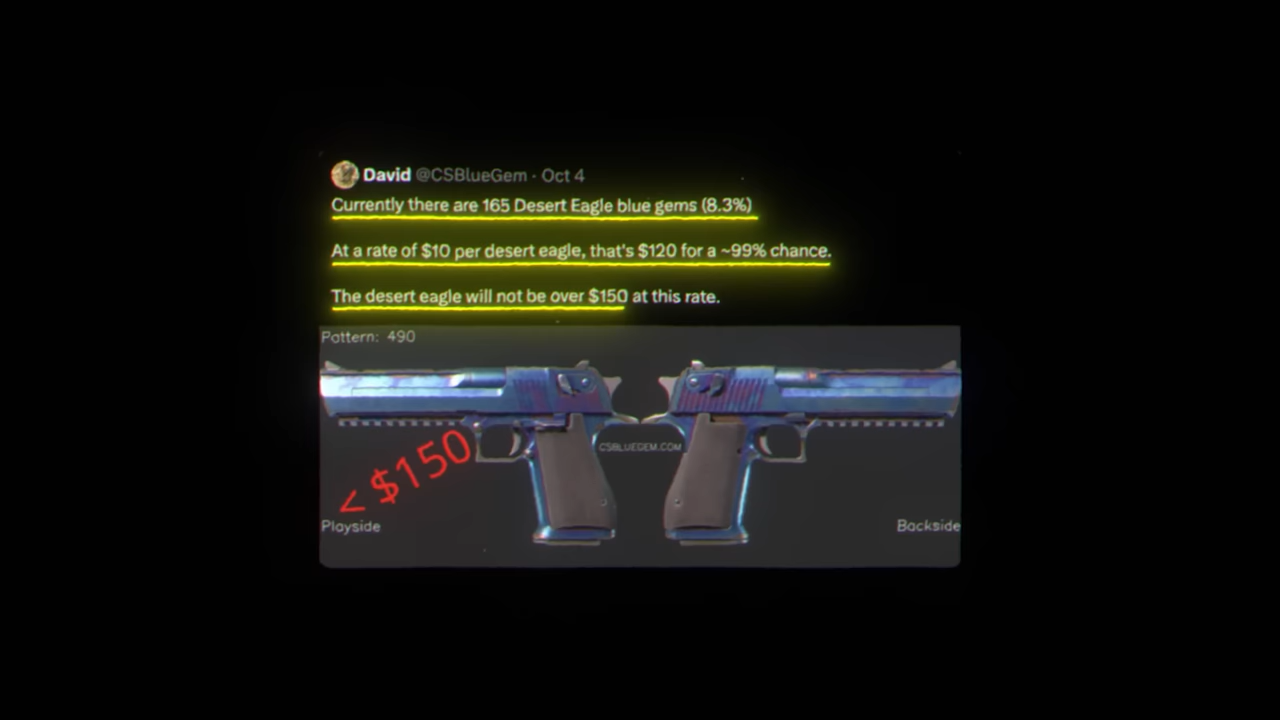 David @CSBlueGem · Oct 4
Currently there are 165 Desert Eagle blue gems (8.3%)
At a rate of $10 per desert eagle, that's $120 for a ~99% chance.
The desert eagle will not be over $150 at this rate.
Pattern: 490
CSBLUEGEM.COM
< $150
Playside
Backside